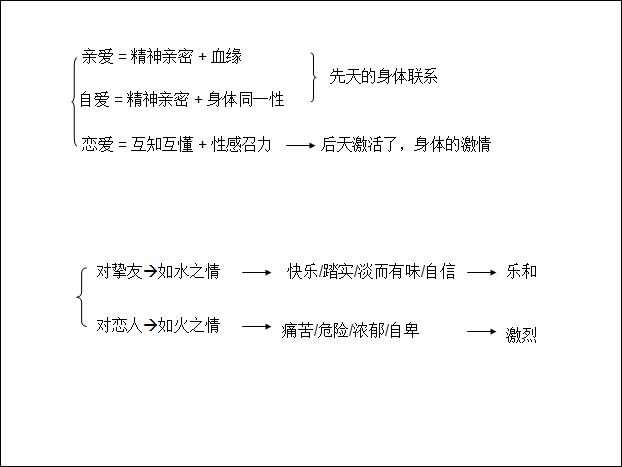 亲爱 = 精神亲密 + 血缘
自爱 = 精神亲密 + 身体同一性
先天的身体联系
恋爱 = 互知互懂 + 性感召力 → 后天激活了，身体的激情
对挚友→如水之情 → 快乐/踏实/淡而有味/自信 → 乐和
对恋人→如火之情 → 痛苦/危险/浓郁/自卑 → 激烈